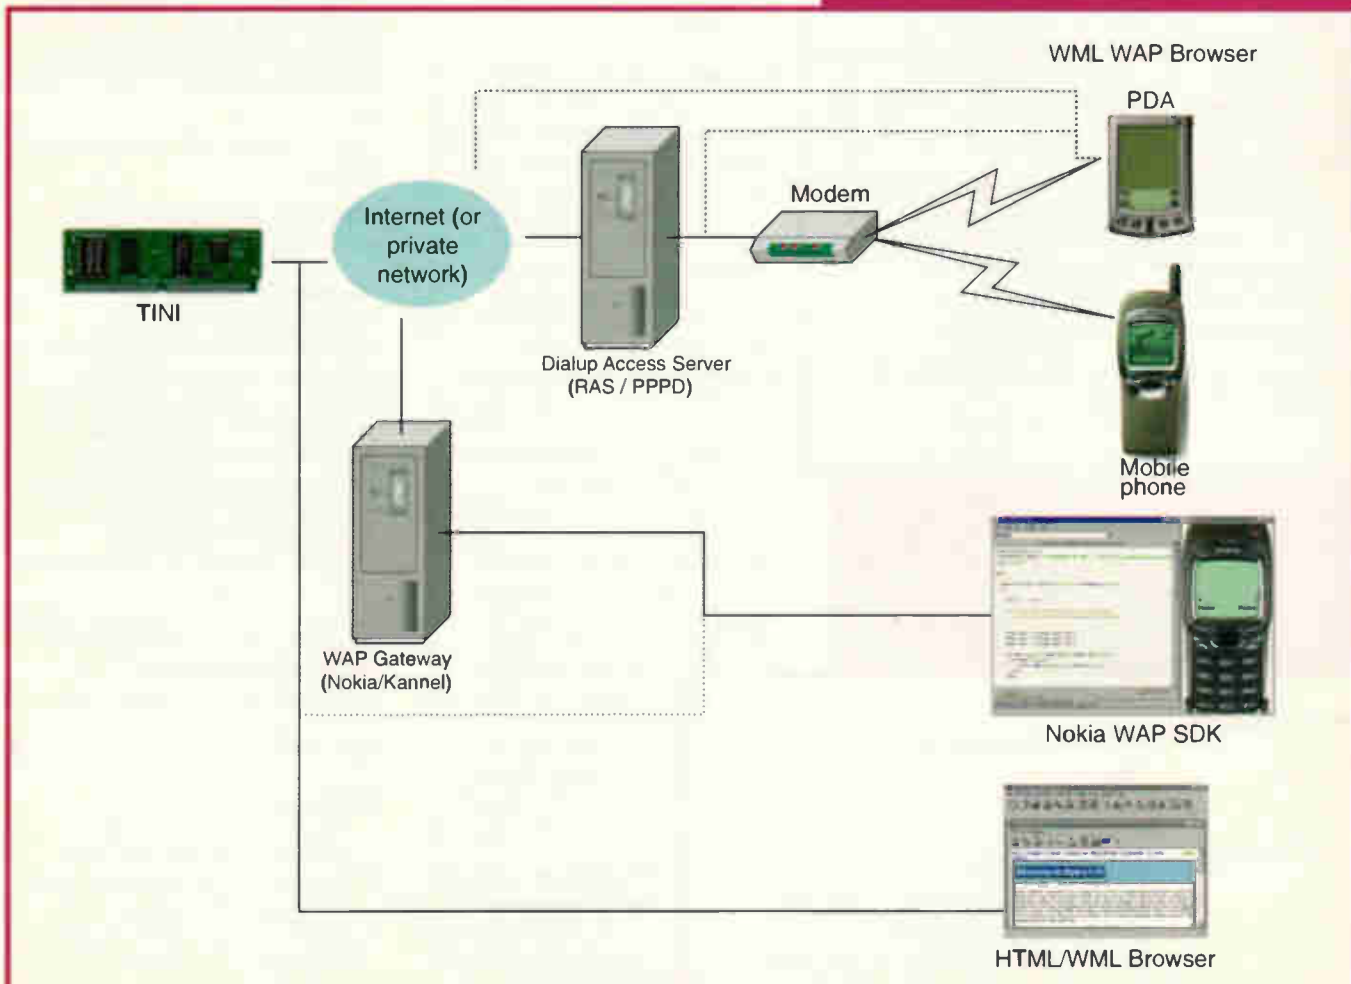 WML WAP Browser
PDA
Modem
Internet (or
private
network)
TINI
Dialup Access Server
(RAS / PPPD)
Mobile
phone
WAP Gateway
(Nokia/Kannel)
Nokia WAP SDK
HTML/WML Browser